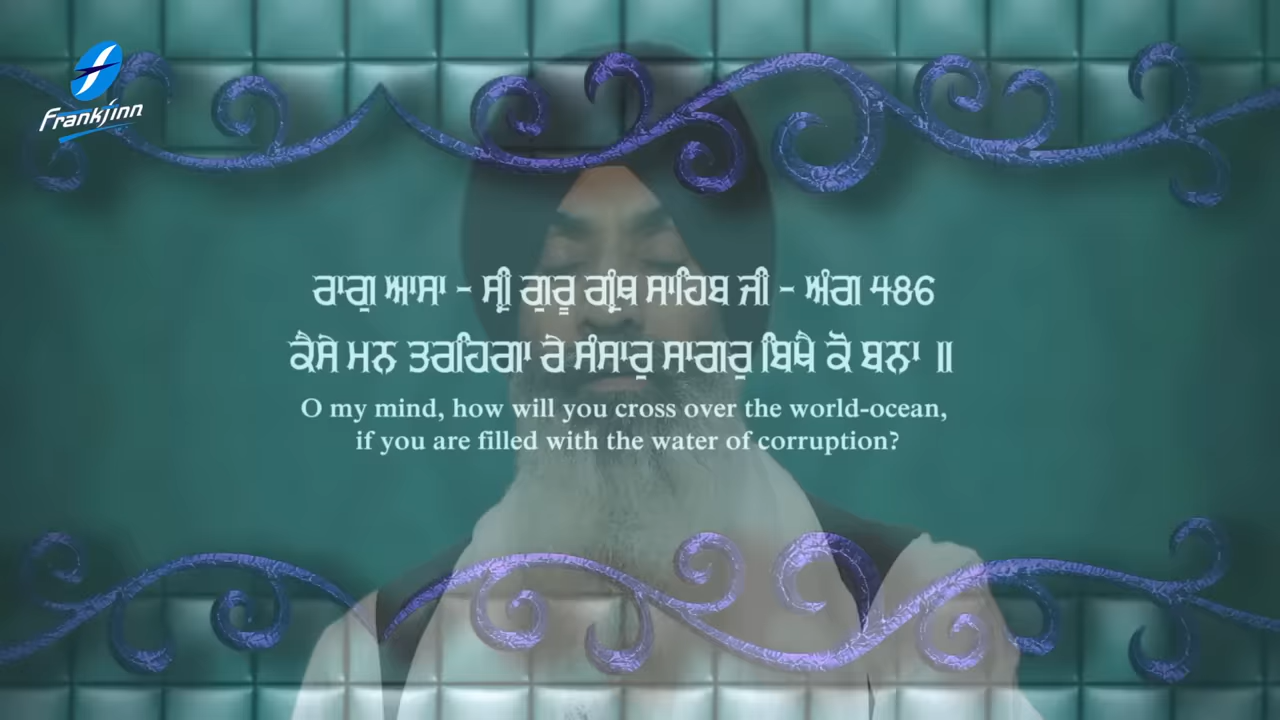 Frankjinn
ਰਾਗੁ ਆਸਾ - ਸ੍ਰੀ ਗੁਰੂ ਗ੍ਰੰਥ ਸਾਹਿਬ ਜੀ - ਅੰਗ 486
ਕੈਸੇ ਮਨ ਤਰਹਿਗਾ ਰੇ ਸੰਸਾਰੁ ਸਾਗਰੁ ਬਿਖੈ ਕੋ ਬਨਾ ॥
O my mind, how will you cross over the world-ocean,
if you are filled with the water of corruption?